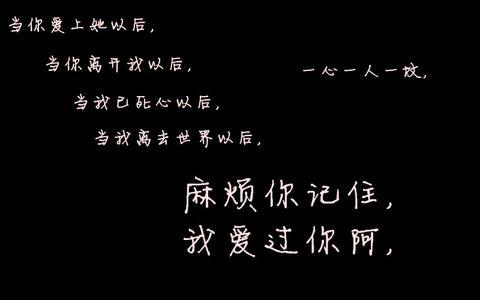 当你爱上她以后,
当你离开我以后,
一心一人一坟,
当我已死心以后,
当我离去世界以后,
麻烦你记住,
我爱过你阿,